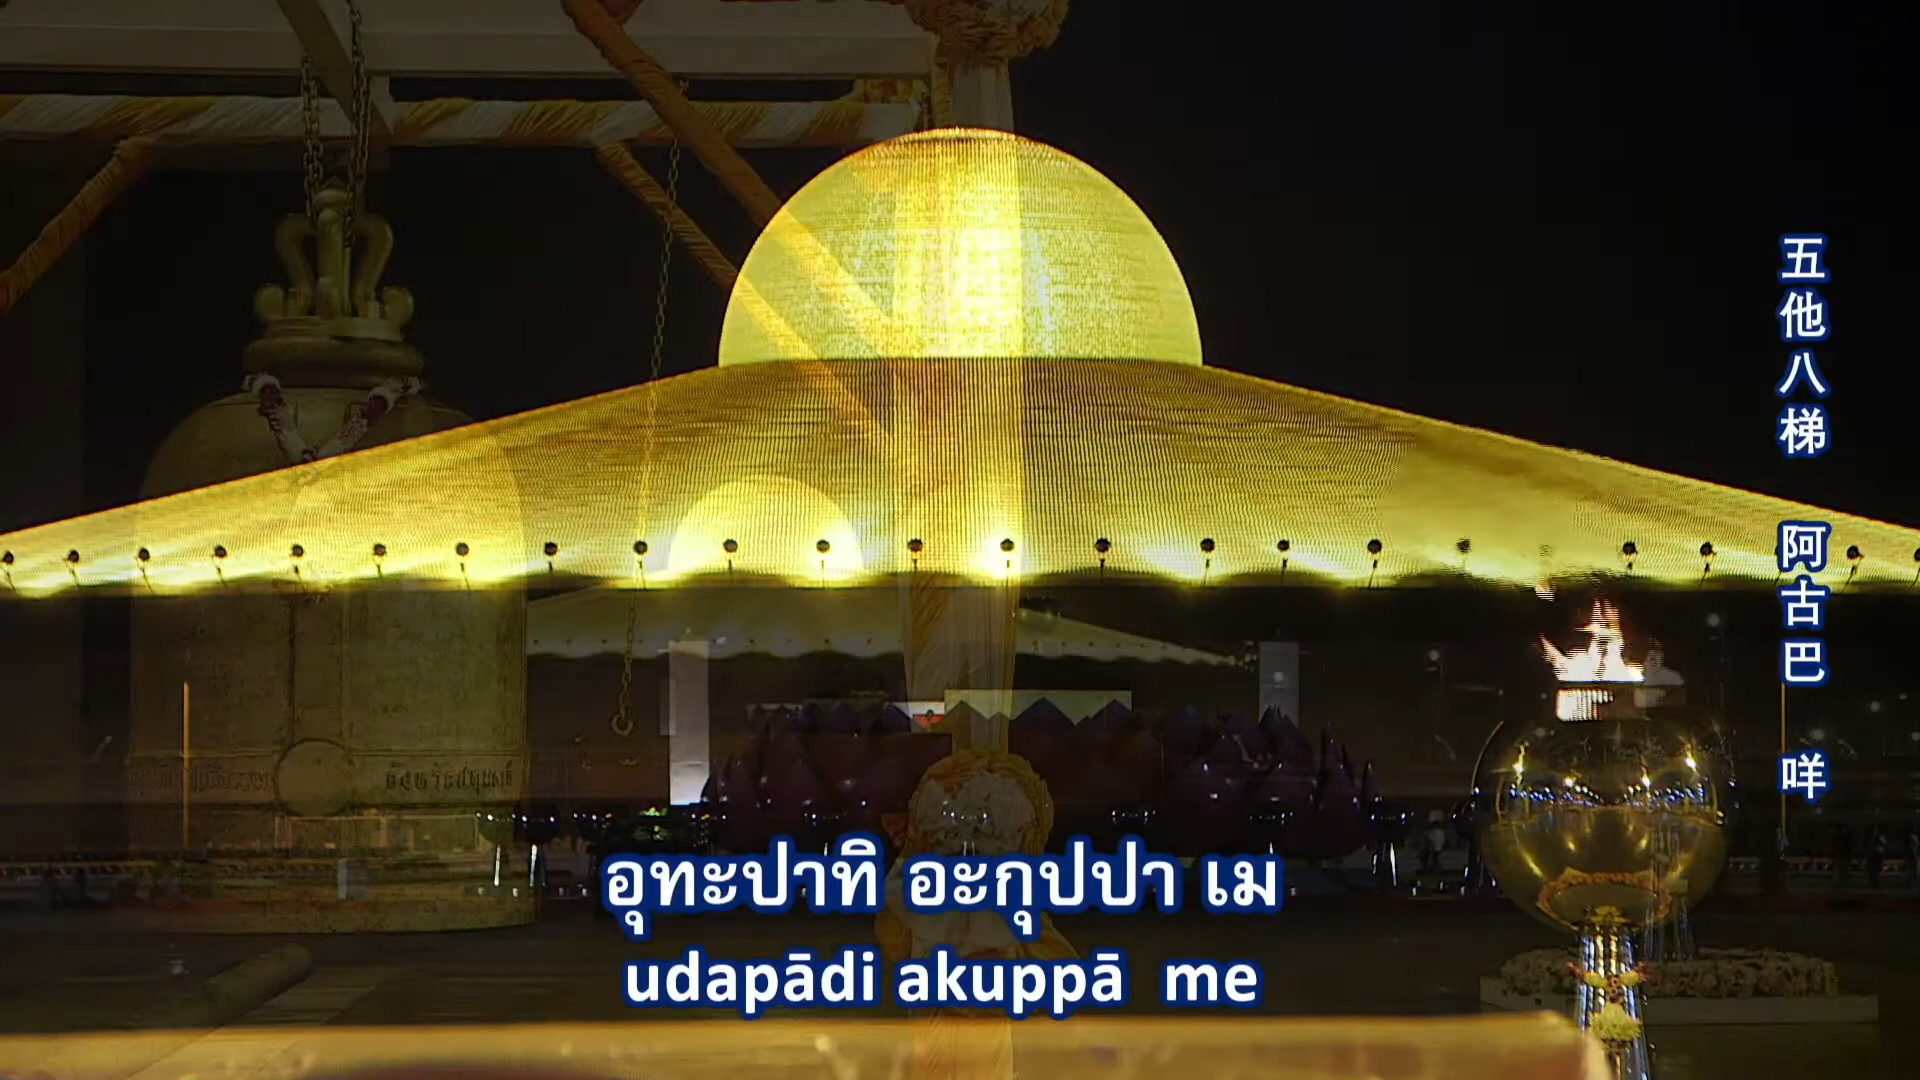 五他八梯 阿古巴 咩
อุทะปาทิ อะกุปปา เม
udapādi akuppā me